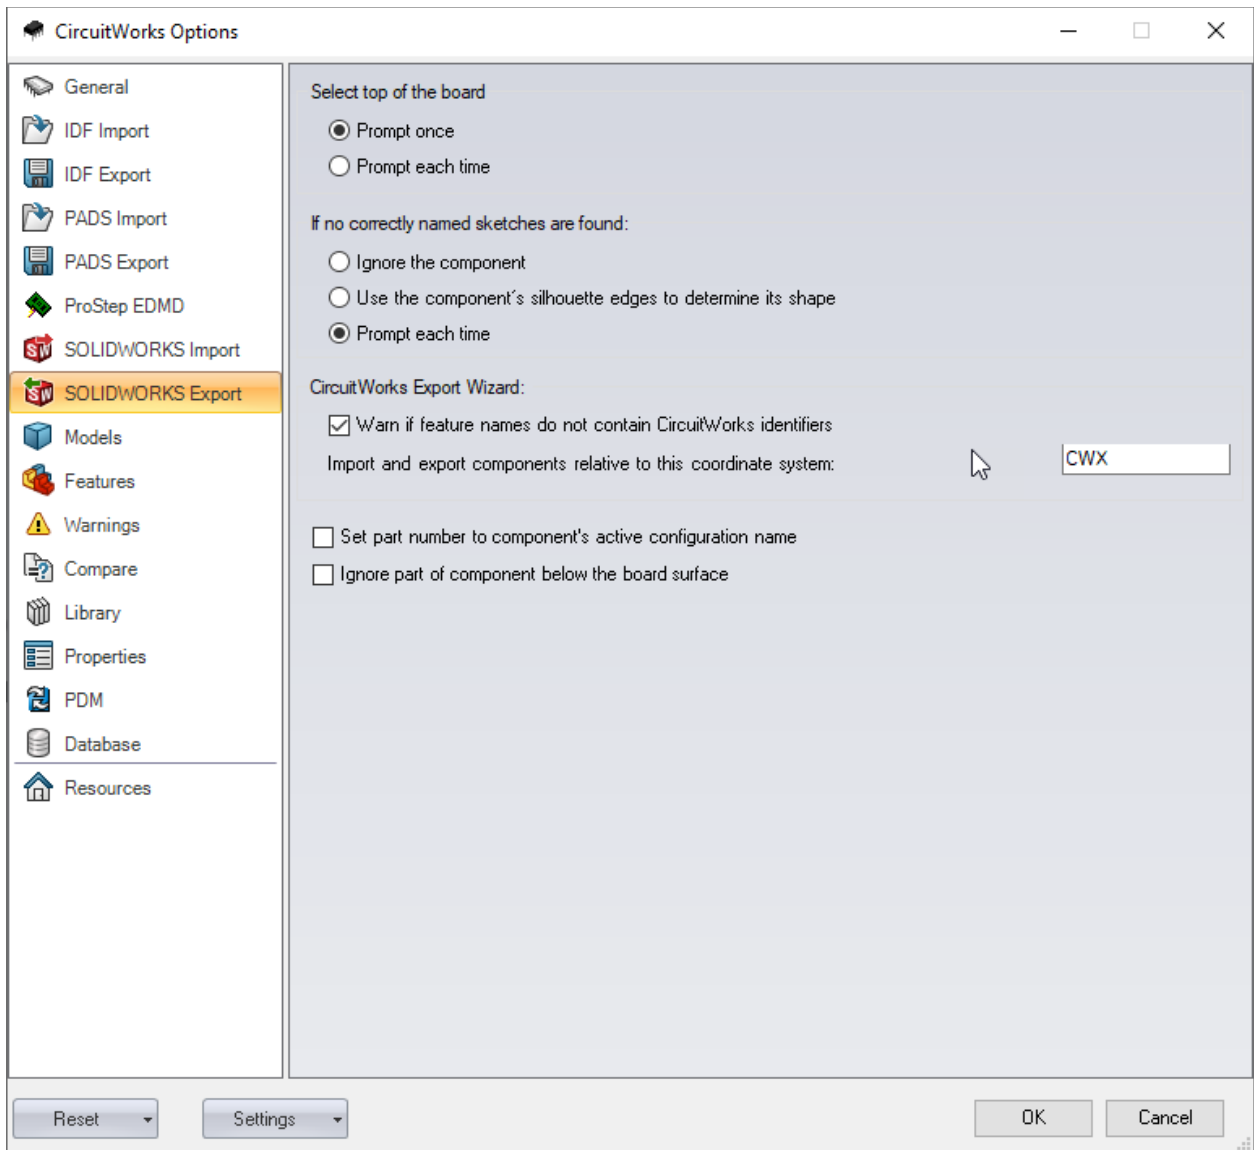 CircuitWorks Options
General
IDF Import
IDF Export
PADS Import
PADS Export
ProStep EDMD
SOLIDWORKS Import
SOLIDWORKS Export
Models
Features
Warnings
Compare
Library
Properties
PDM
Database
Resources
Select top of the board
Prompt once
Prompt each time
If no correctly named sketches are found:
Ignore the component
Use the component´s silhouette edges to determine its shape
Prompt each time
CircuitWorks Export Wizard:
Warn if feature names do not contain CircuitWorks identifiers
Import and export components relative to this coordinate system: CWX
Set part number to component's active configuration name
Ignore part of component below the board surface
Reset Settings OK Cancel